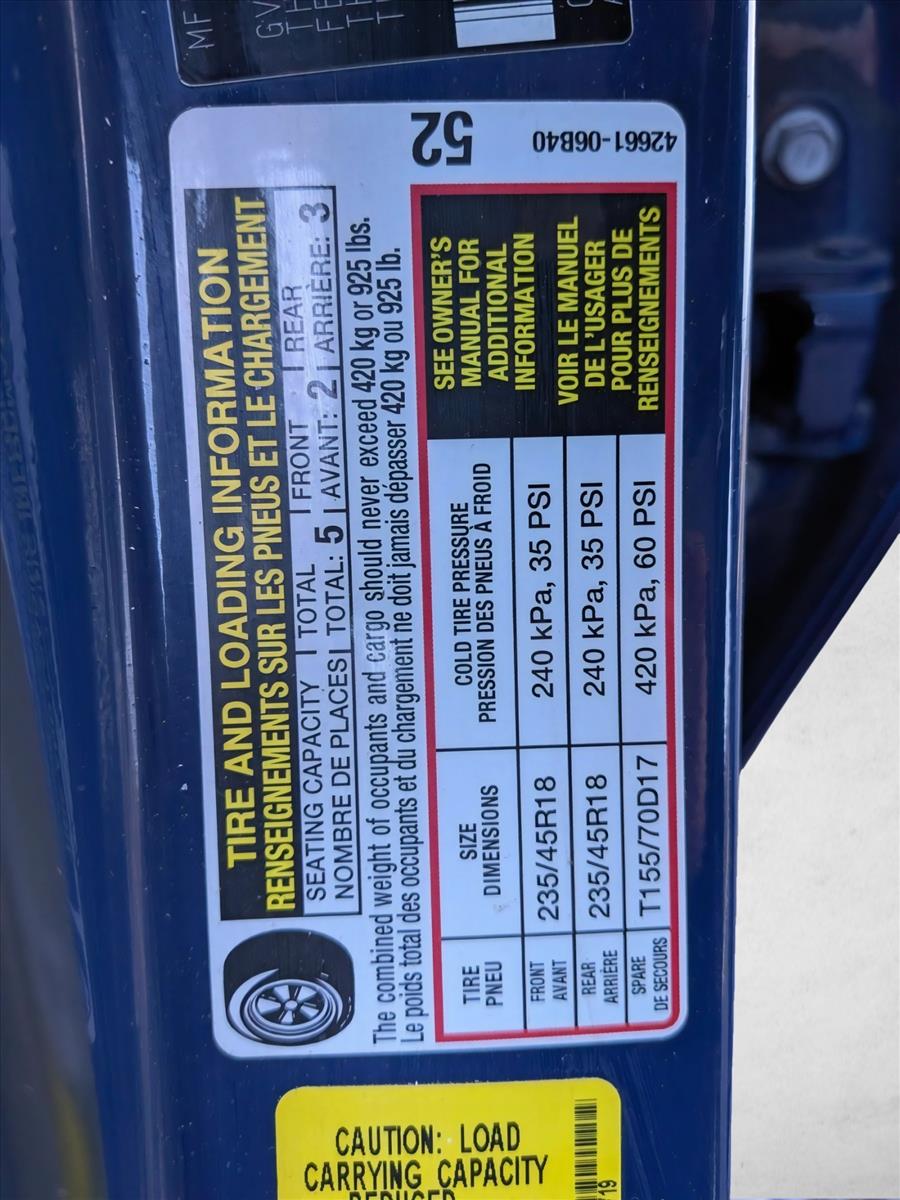 MF
GV
TH
TIRE AND LOADING INFORMATION
RENSEIGNEMENTS SUR LES PNEUS ET LE CHARGEMENT
SEATING CAPACITY | TOTAL | FRONT | REAR
NOMBRE DE PLACES | TOTAL: 5 | AVANT: 2 | ARRIÈRE: 3
The combined weight of occupants and cargo should never exceed 420 kg or 925 lbs.
Le poids total des occupants et du chargement ne doit jamais dépasser 420 kg ou 925 lb.
TIRE SIZE COLD TIRE PRESSURE
PNEU DIMENSIONS PRESSION DES PNEUS À FROID
FRONT
AVANT 235/45R18 240 kPa, 35 PSI
REAR
ARRIÈRE 235/45R18 240 kPa, 35 PSI
SPARE
DE SECOURS T155/70D17 420 kPa, 60 PSI
SEE OWNER'S
MANUAL FOR
ADDITIONAL
INFORMATION
VOIR LE MANUEL
DE L'USAGER
POUR PLUS DE
RENSEIGNEMENTS
52
42661-06B40
CAUTION: LOAD
CARRYING CAPACITY
REDUCED